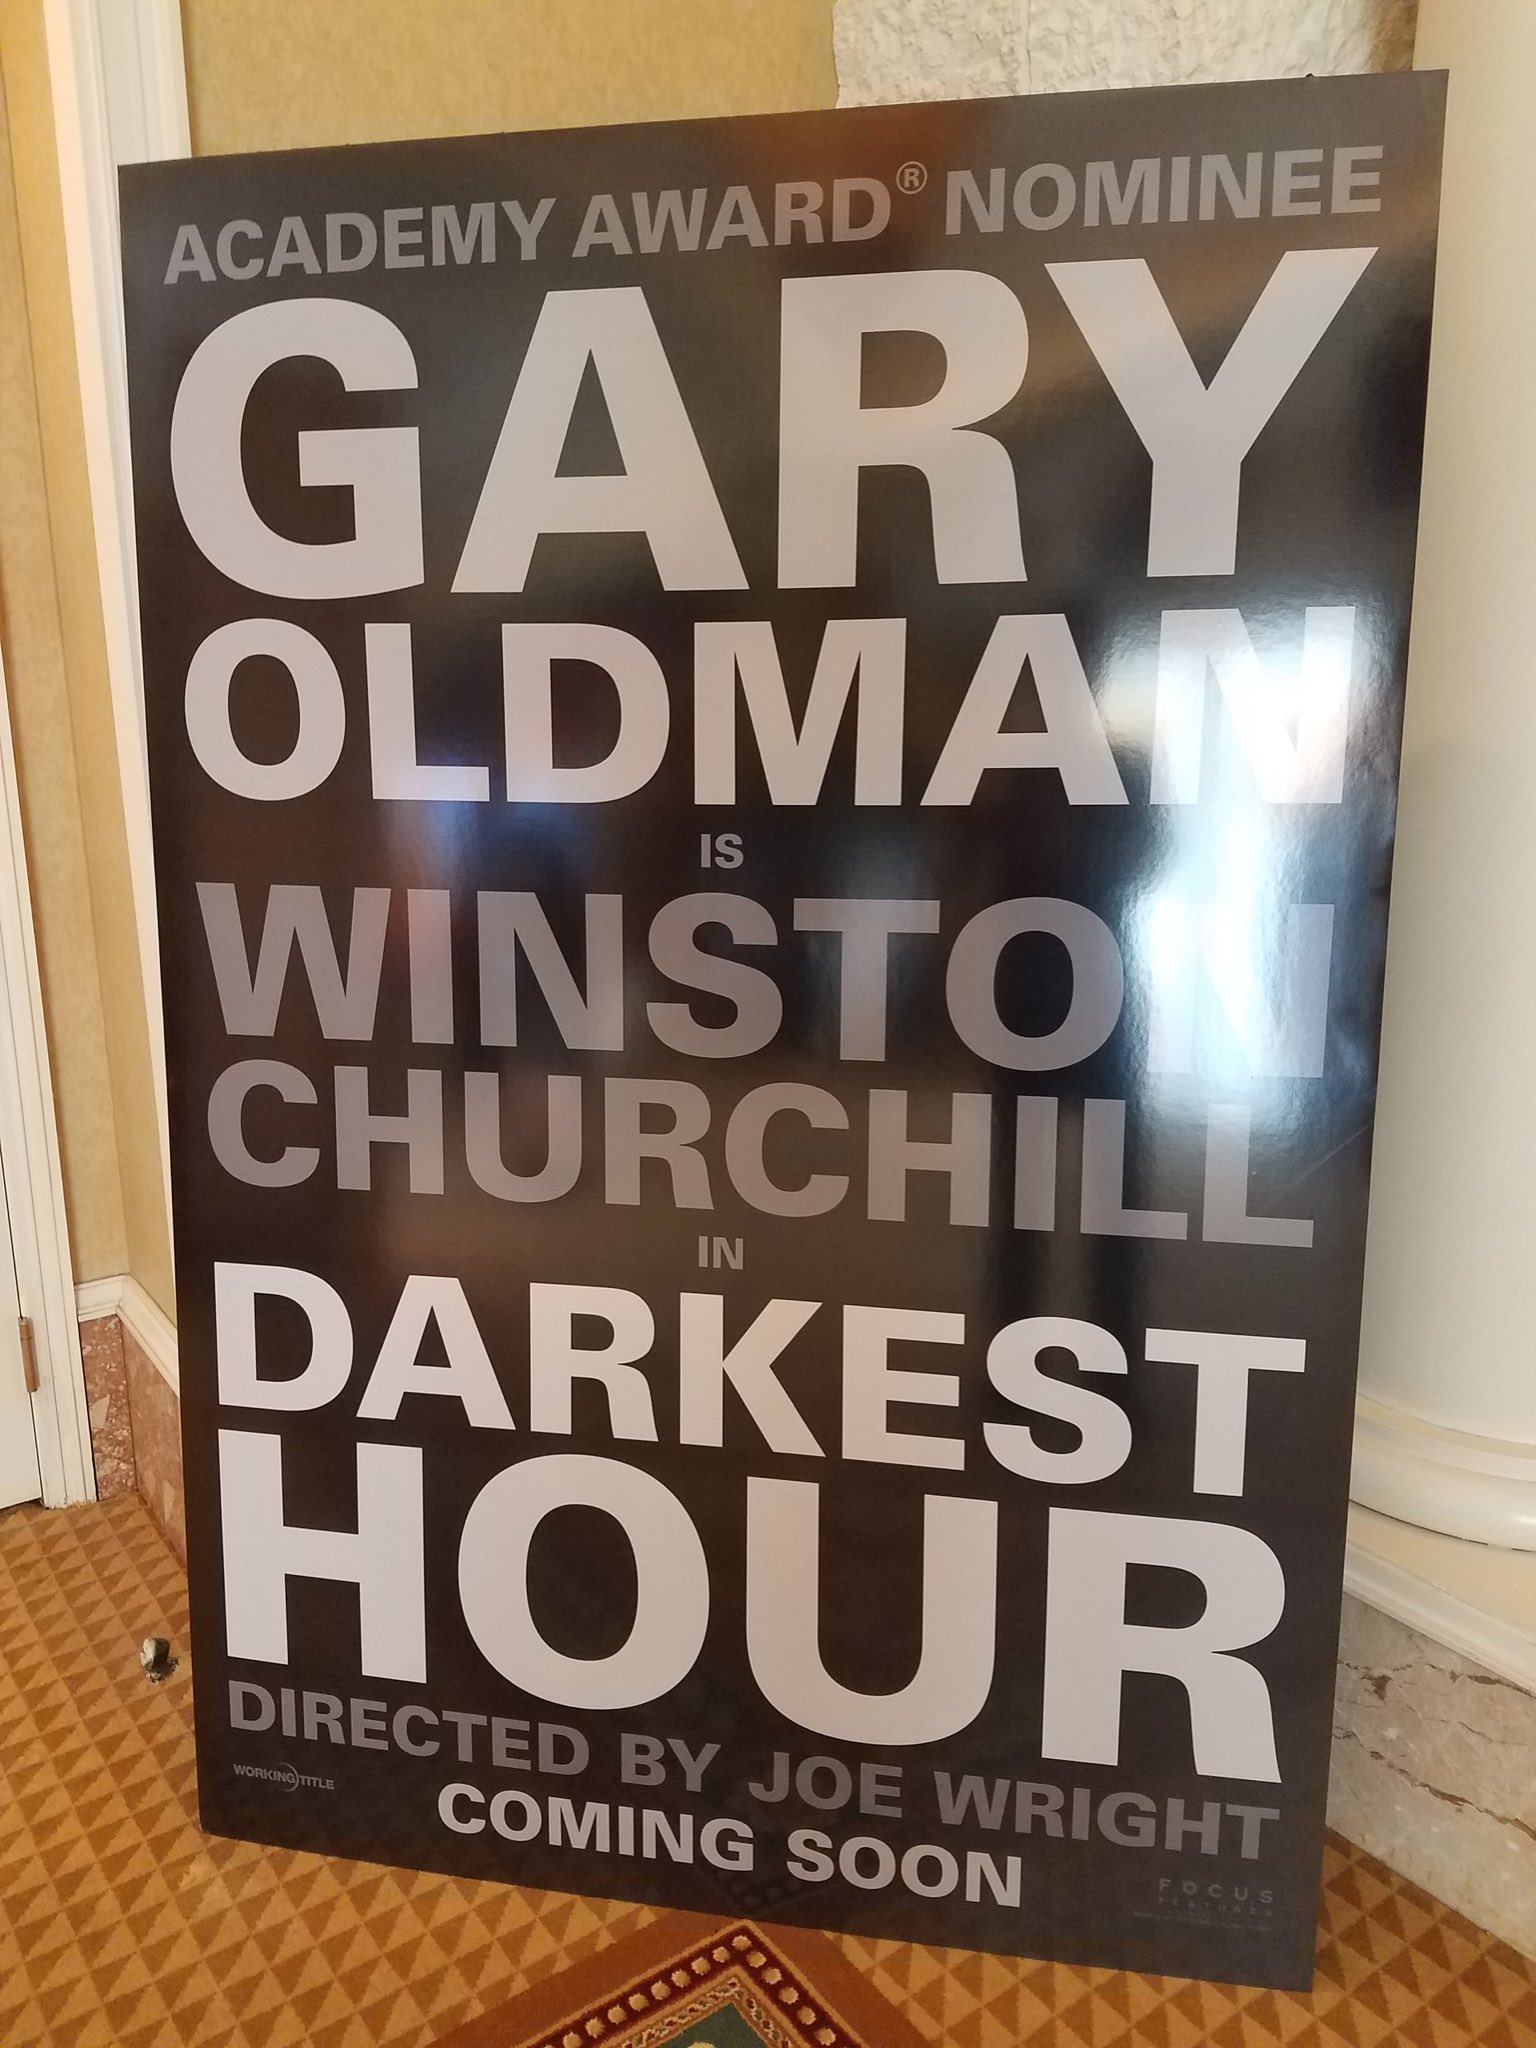 ACADEMY AWARD® NOMINEE
GARY
OLDMAN
IS
WINSTON
CHURCHILL
IN
DARKEST
HOUR
DIRECTED BY JOE WRIGHT
WORKING TITLE
COMING SOON
FOCUS
FEATURES